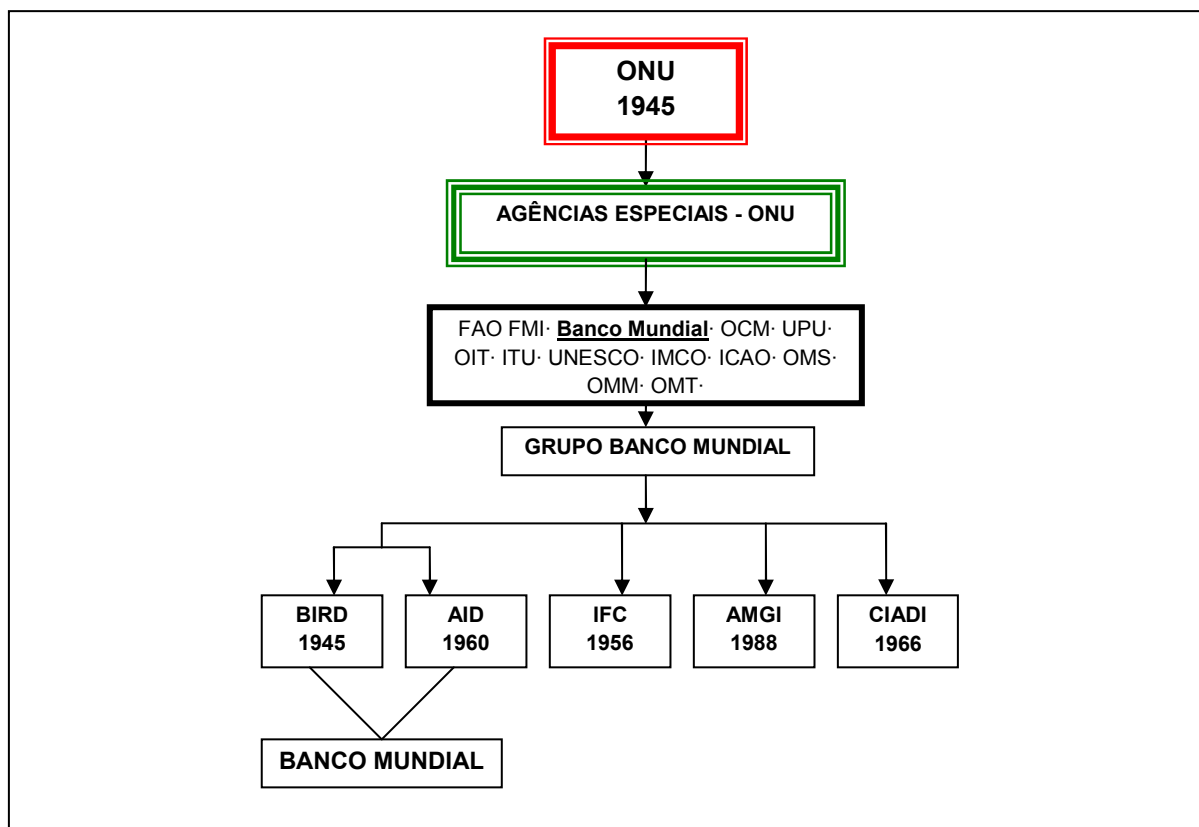 ONU
1945
AGÊNCIAS ESPECIAIS - ONU
FAO FMI· Banco Mundial· OCM· UPU·
OIT· ITU· UNESCO· IMCO· ICAO· OMS·
OMM· OMT·
GRUPO BANCO MUNDIAL
BIRD
1945
AID
1960
IFC
1956
AMGI
1988
CIADI
1966
BANCO MUNDIAL